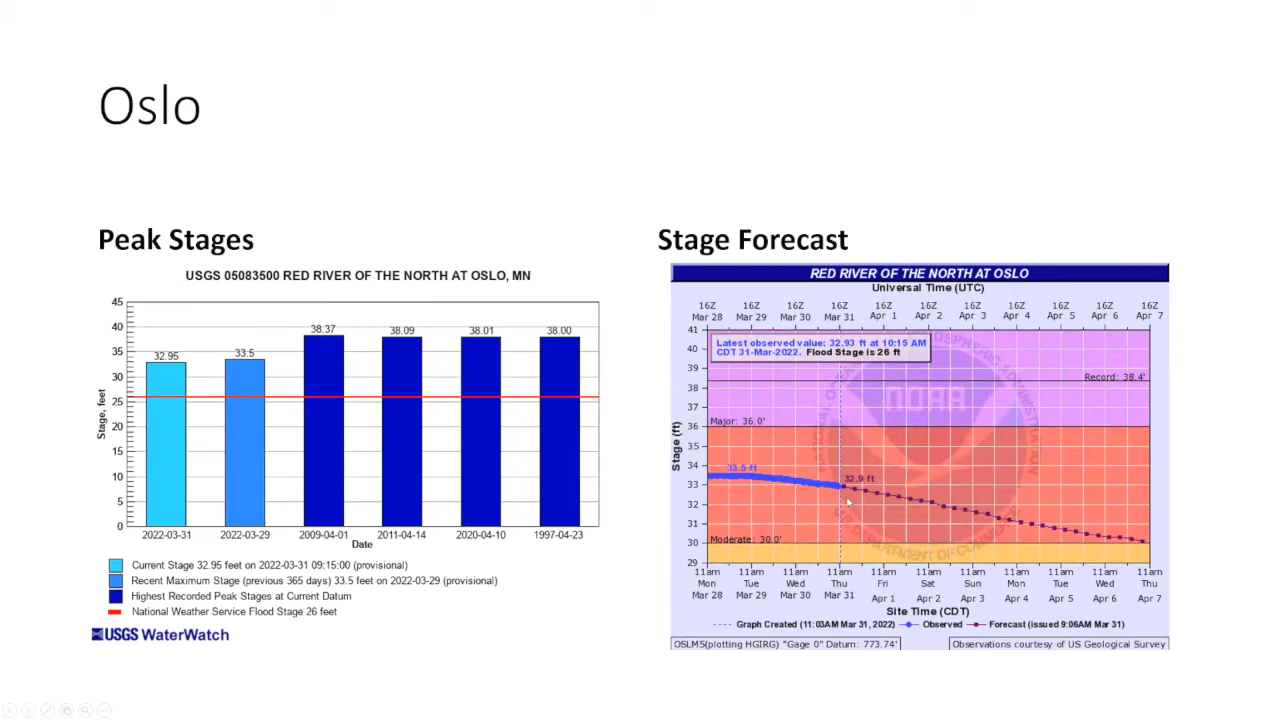 Oslo
Peak Stages
USGS 05083500 RED RIVER OF THE NORTH AT OSLO, MN
Stage, feet
45
40
35
30
25
20
15
10
5
0
32.95
33.5
38.37
38.09
38.01
38.00
2022-03-31 2022-03-29 2009-04-01 2011-04-14 2020-04-10 1997-04-23
Date
Current Stage 32.95 feet on 2022-03-31 09:15:00 (provisional)
Recent Maximum Stage (previous 365 days) 33.5 feet on 2022-03-29 (provisional)
Highest Recorded Peak Stages at Current Datum
National Weather Service Flood Stage 26 feet
USGS WaterWatch
Stage Forecast
RED RIVER OF THE NORTH AT OSLO
Universal Time (UTC)
16Z 16Z 16Z 16Z 16Z 16Z 16Z 16Z 16Z 16Z 16Z
Mar 28 Mar 29 Mar 30 Mar 31 Apr 1 Apr 2 Apr 3 Apr 4 Apr 5 Apr 6 Apr 7
Stage (ft)
41
40
39
38
37
36
35
34
33
32
31
30
29
Latest observed value: 32.93 ft at 10:15 AM
CDT 31-Mar-2022. Flood Stage is 26 ft
Record: 38.4'
NOAA
Major: 36.0'
33.5 ft
32.9 ft
Moderate: 30.0'
DEPARTMENT OF COMMERCE
11am 11am 11am 11am 11am 11am 11am 11am 11am 11am 11am
Mon Tue Wed Thu Fri Sat Sun Mon Tue Wed Thu
Mar 28 Mar 29 Mar 30 Mar 31 Apr 1 Apr 2 Apr 3 Apr 4 Apr 5 Apr 6 Apr 7
Site Time (CDT)
Graph Created (11:03AM Mar 31, 2022) Observed Forecast (issued 9:06AM Mar 31)
OSLM5(plotting HGIRG) "Gage 0" Datum: 773.74'
Observations courtesy of US Geological Survey